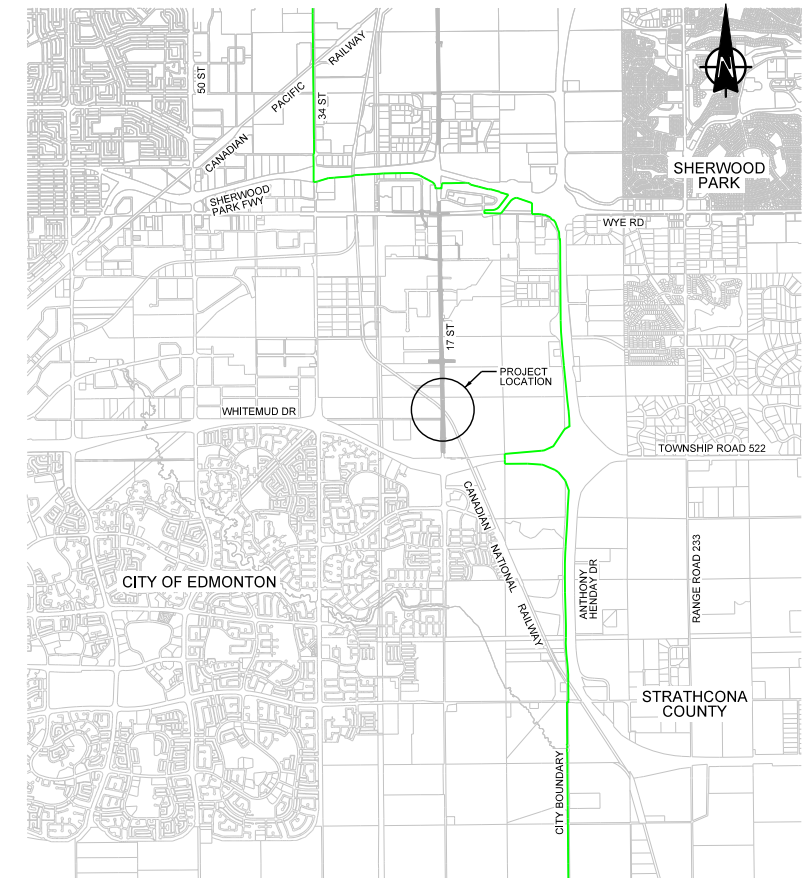 N
50 ST
34 ST
CANADIAN PACIFIC RAILWAY
SHERWOOD
PARK
SHERWOOD
PARK FWY
WYE RD
17 ST
PROJECT
LOCATION
WHITEMUD DR
TOWNSHIP ROAD 522
CANADIAN NATIONAL RAILWAY
CITY OF EDMONTON
ANTHONY
HENDAY DR
RANGE ROAD 233
STRATHCONA
COUNTY
CITY BOUNDARY